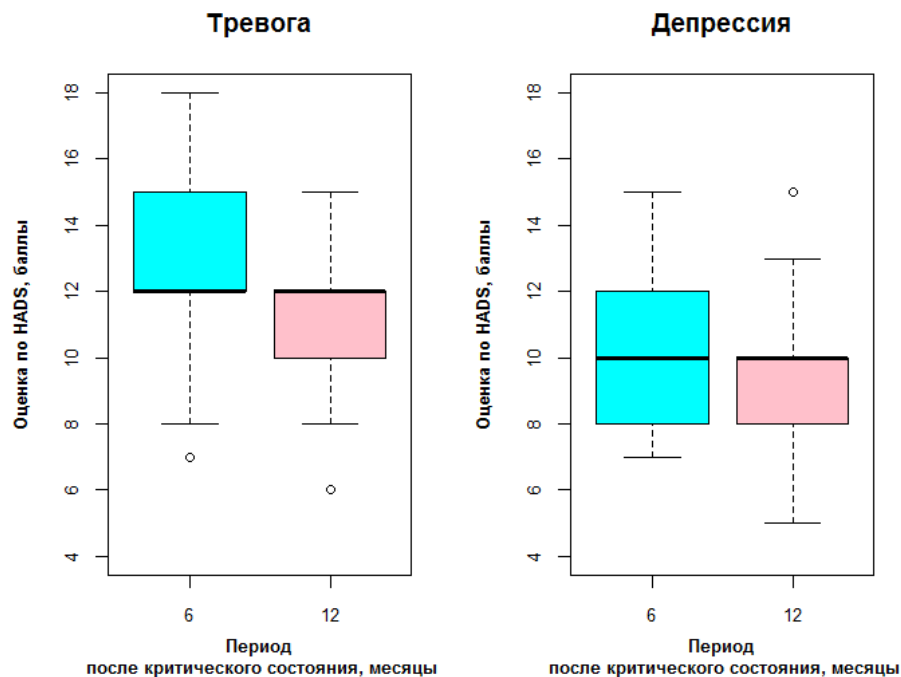 Тревога
Оценка по HADS, баллы
18
16
14
12
10
8
6
4
6
12
Период
после критического состояния, месяцы
Депрессия
Оценка по HADS, баллы
18
16
14
12
10
8
6
4
6
12
Период
после критического состояния, месяцы